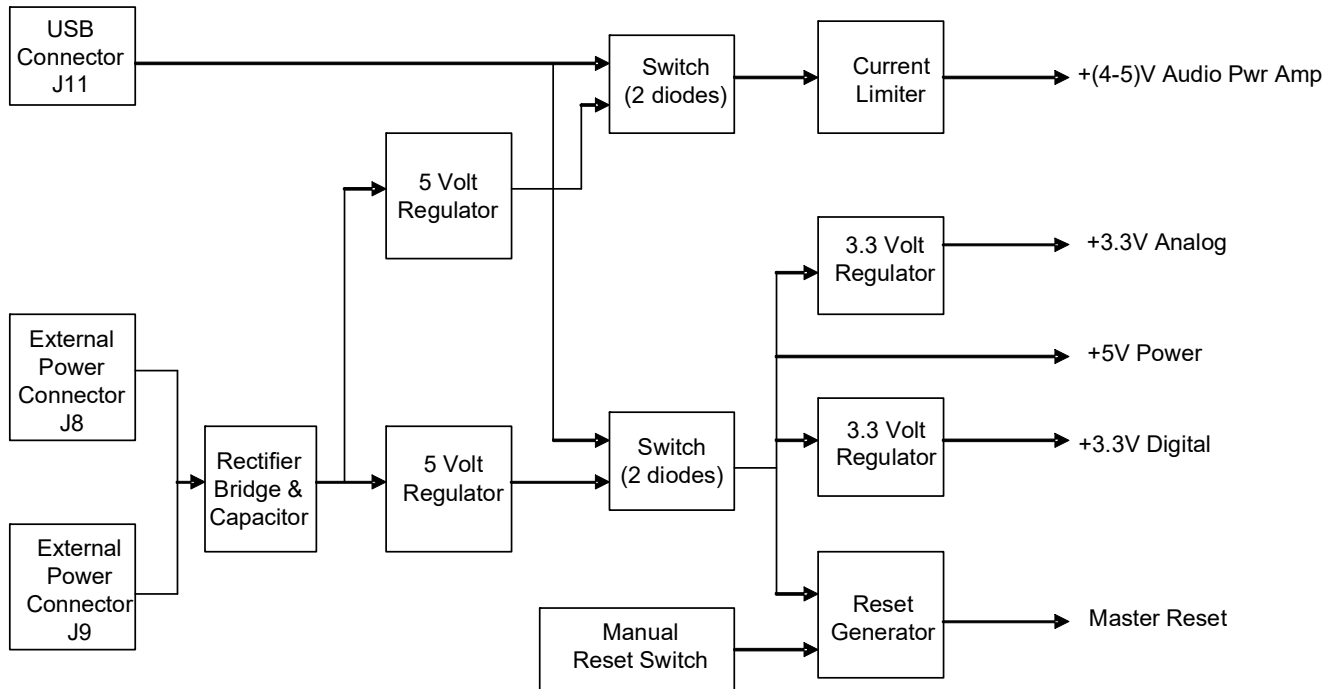 USB
Connector
J11
Switch
(2 diodes)
Current
Limiter
+(4-5)V Audio Pwr Amp
5 Volt
Regulator
3.3 Volt
Regulator
+3.3V Analog
External
Power
Connector
J8
+5V Power
Rectifier
Bridge &
Capacitor
5 Volt
Regulator
Switch
(2 diodes)
3.3 Volt
Regulator
+3.3V Digital
External
Power
Connector
J9
Manual
Reset Switch
Reset
Generator
Master Reset